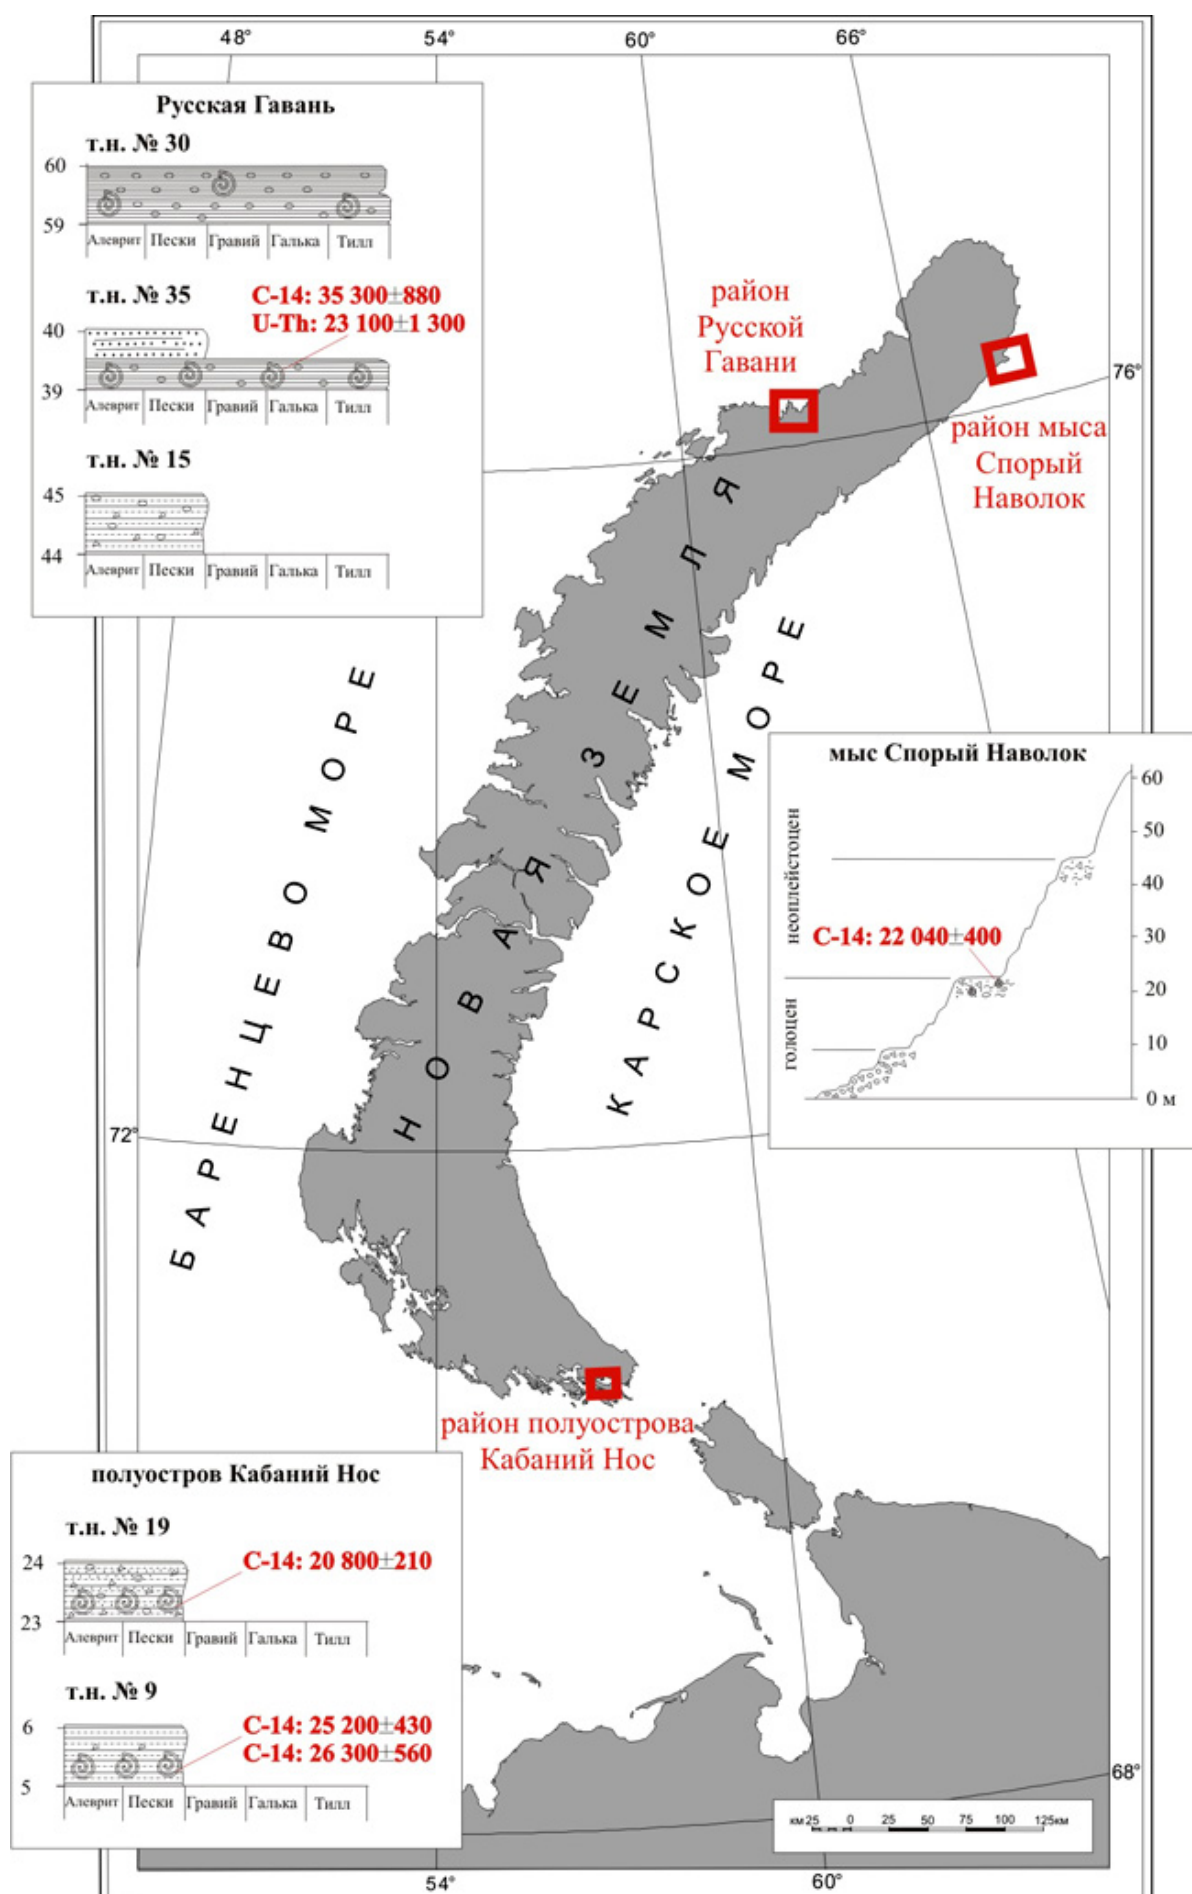 48°
54°
60°
66°
Русская Гавань
т.н. № 30
60
59
Алеврит Пески Гравий Галька Тилл
т.н. № 35
C-14: 35 300±880
U-Th: 23 100±1 300
40
39
Алеврит Пески Гравий Галька Тилл
т.н. № 15
45
44
Алеврит Пески Гравий Галька Тилл
район
Русской
Гавани
76°
район мыса
Спорый
Наволок
НОВАЯ ЗЕМЛЯ
БАРЕНЦЕВО МОРЕ
КАРСКОЕ МОРЕ
мыс Спорый Наволок
60
50
40
30
20
10
0 м
неоплейстоцен
голоцен
C-14: 22 040±400
72°
район полуострова
Кабаний Нос
полуостров Кабаний Нос
т.н. № 19
24
23
C-14: 20 800±210
Алеврит Пески Гравий Галька Тилл
т.н. № 9
6
5
C-14: 25 200±430
C-14: 26 300±560
Алеврит Пески Гравий Галька Тилл
68°
км 25 0 25 50 75 100 125км
54°
60°